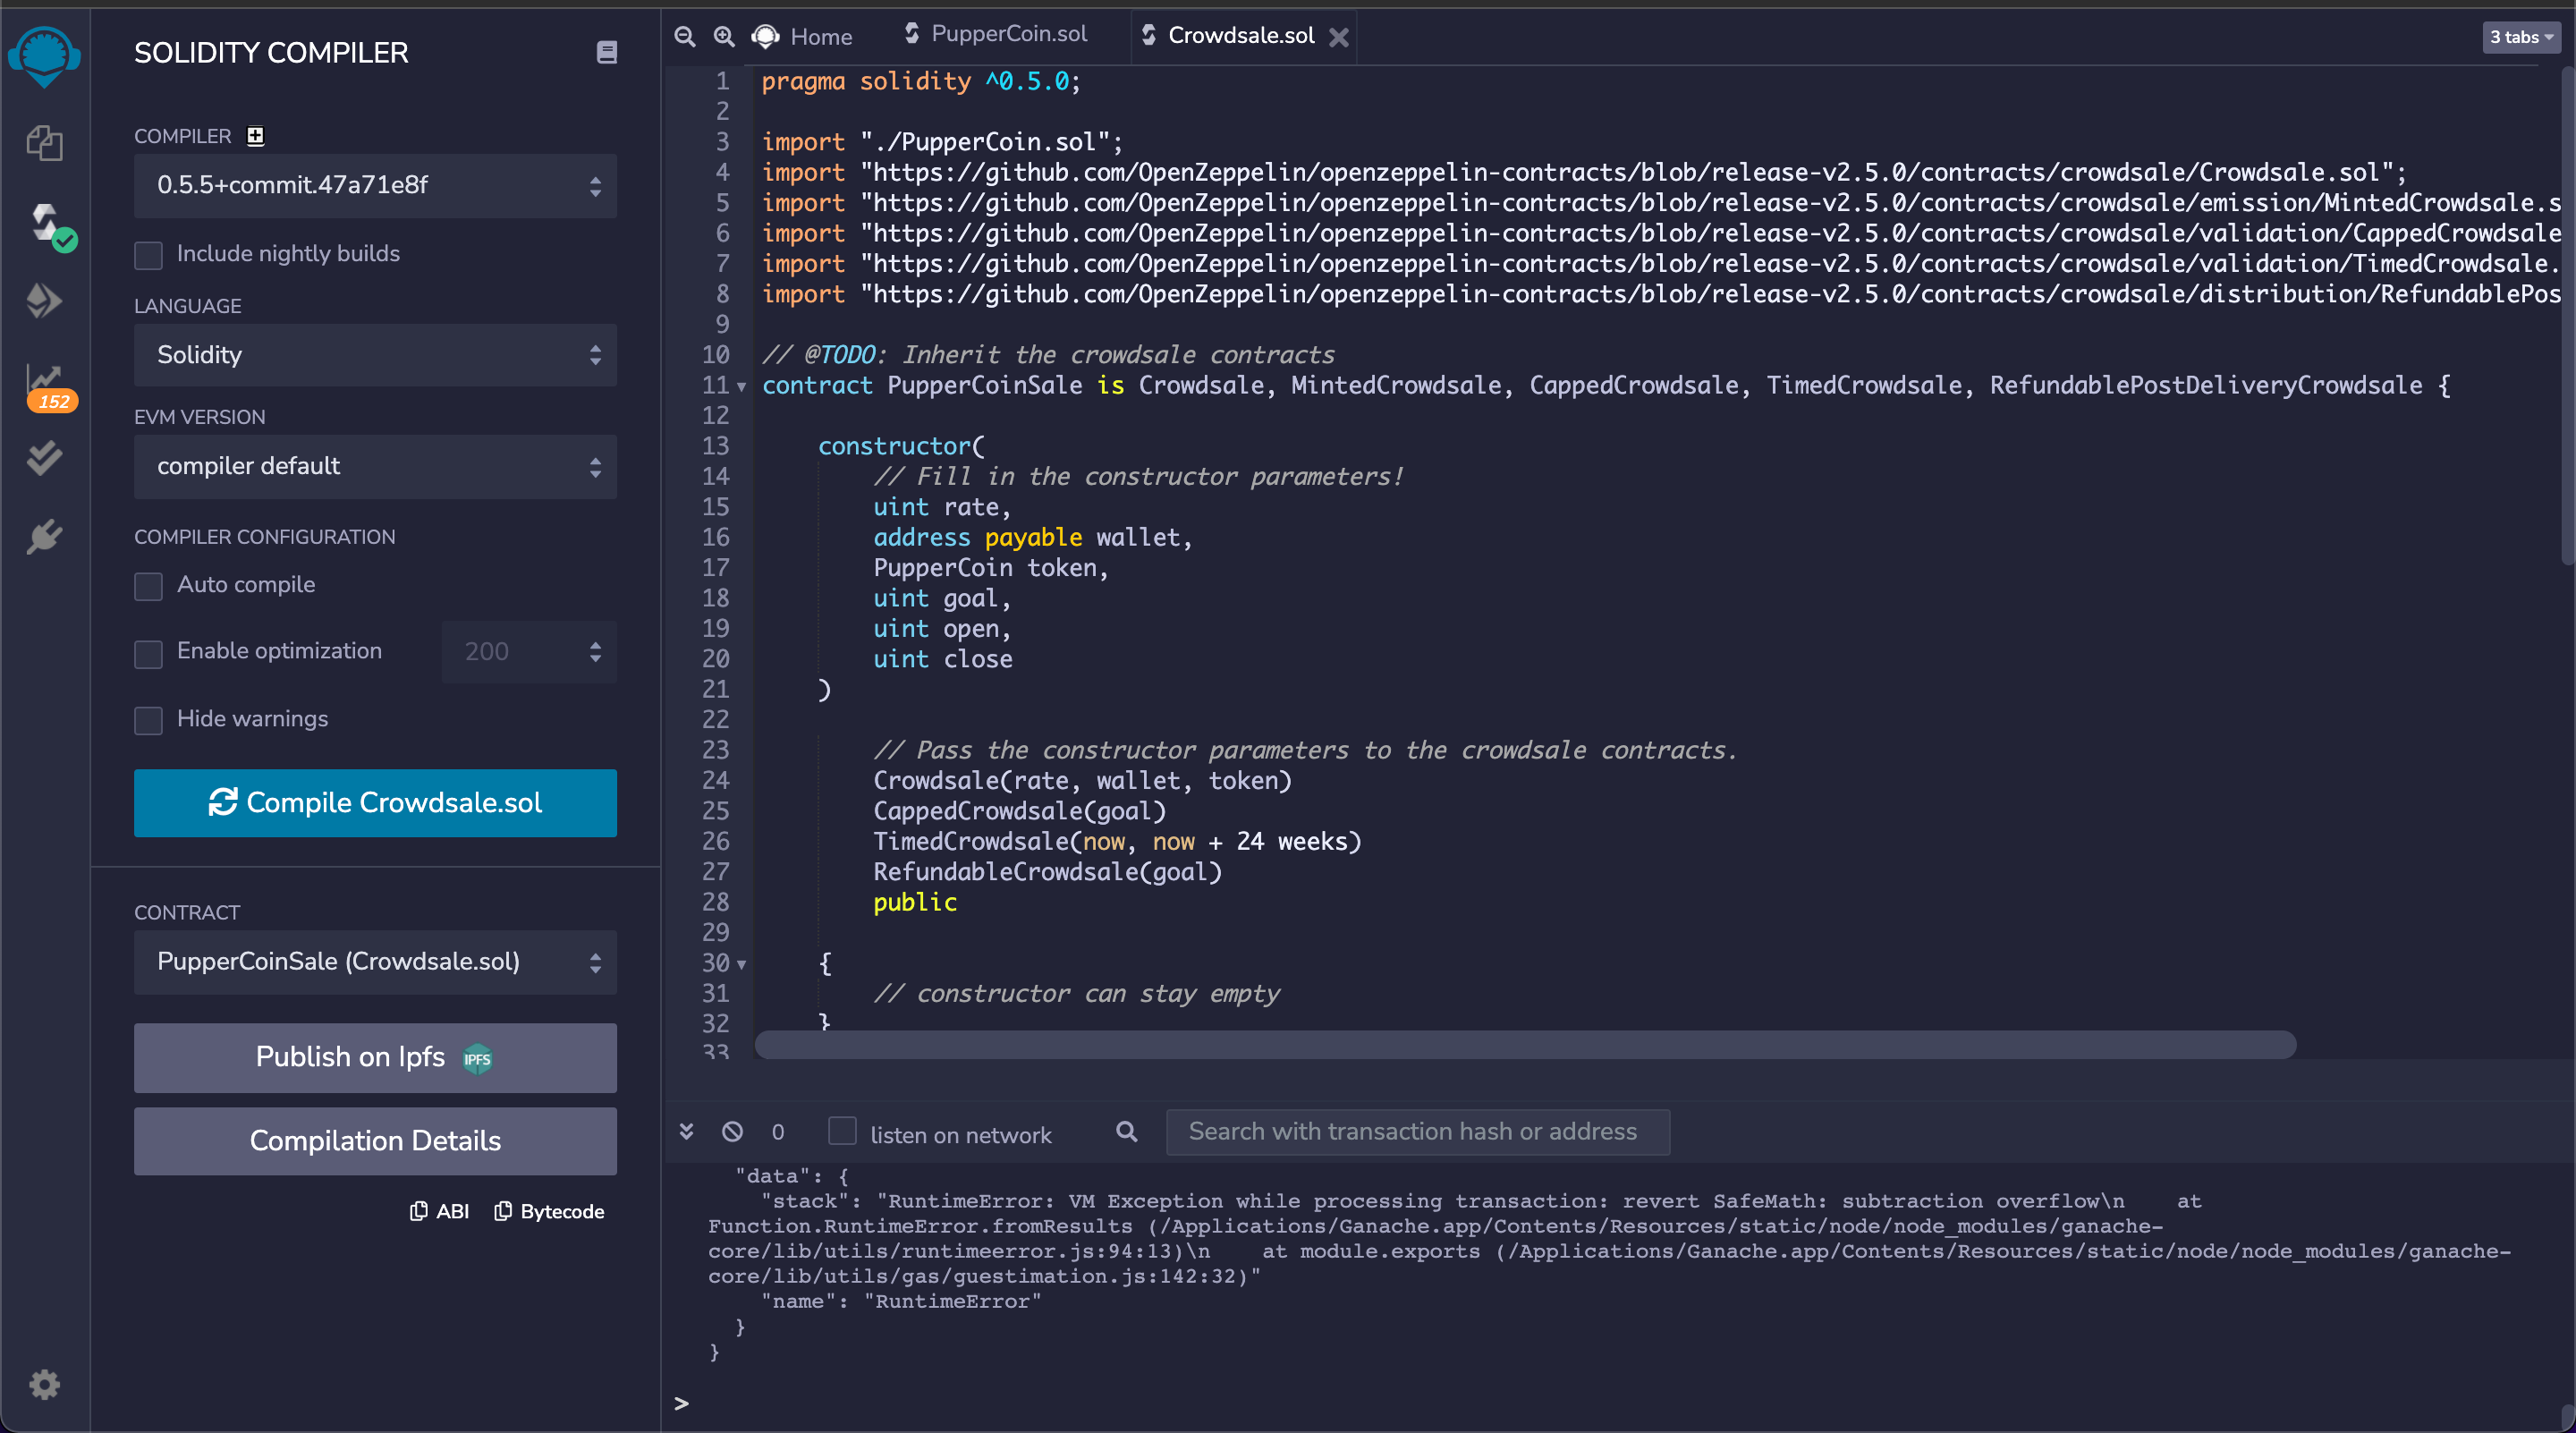 SOLIDITY COMPILER
COMPILER
0.5.5+commit.47a71e8f
Include nightly builds
LANGUAGE
Solidity
EVM VERSION
compiler default
COMPILER CONFIGURATION
Auto compile
Enable optimization
200
Hide warnings
Compile Crowdsale.sol
CONTRACT
PupperCoinSale (Crowdsale.sol)
Publish on Ipfs
IPFS
Compilation Details
ABI
Bytecode
152
Home
PupperCoin.sol
Crowdsale.sol
3 tabs
1 pragma solidity ^0.5.0;
2
3 import "./PupperCoin.sol";
4 import "https://github.com/OpenZeppelin/openzeppelin-contracts/blob/release-v2.5.0/contracts/crowdsale/Crowdsale.sol";
5 import "https://github.com/OpenZeppelin/openzeppelin-contracts/blob/release-v2.5.0/contracts/crowdsale/emission/MintedCrowdsale.s
6 import "https://github.com/OpenZeppelin/openzeppelin-contracts/blob/release-v2.5.0/contracts/crowdsale/validation/CappedCrowdsale
7 import "https://github.com/OpenZeppelin/openzeppelin-contracts/blob/release-v2.5.0/contracts/crowdsale/validation/TimedCrowdsale.
8 import "https://github.com/OpenZeppelin/openzeppelin-contracts/blob/release-v2.5.0/contracts/crowdsale/distribution/RefundablePos
9
10 // @TODO: Inherit the crowdsale contracts
11 contract PupperCoinSale is Crowdsale, MintedCrowdsale, CappedCrowdsale, TimedCrowdsale, RefundablePostDeliveryCrowdsale {
12
13 constructor(
14 // Fill in the constructor parameters!
15 uint rate,
16 address payable wallet,
17 PupperCoin token,
18 uint goal,
19 uint open,
20 uint close
21 )
22
23 // Pass the constructor parameters to the crowdsale contracts.
24 Crowdsale(rate, wallet, token)
25 CappedCrowdsale(goal)
26 TimedCrowdsale(now, now + 24 weeks)
27 RefundableCrowdsale(goal)
28 public
29
30 {
31 // constructor can stay empty
32 }
33
0
listen on network
Search with transaction hash or address
"data": {
"stack": "RuntimeError: VM Exception while processing transaction: revert SafeMath: subtraction overflow\n    at
Function.RuntimeError.fromResults (/Applications/Ganache.app/Contents/Resources/static/node/node_modules/ganache-
core/lib/utils/runtimeerror.js:94:13)\n    at module.exports (/Applications/Ganache.app/Contents/Resources/static/node/node_modules/ganache-
core/lib/utils/gas/guestimation.js:142:32)"
"name": "RuntimeError"
}
}
>